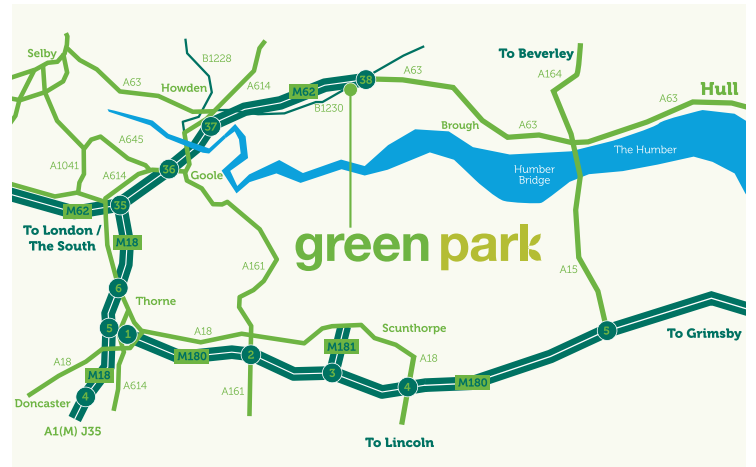 To Beverley
Selby
B1228
A63
A614
A164
Howden
M62
38
A63
Hull
A63
B1230
37
Brough
A63
A645
The Humber
A1041
A614
36
Goole
Humber
Bridge
M62
35
To London /
The South
M18
green park
A161
A15
6
Thorne
5
1
A18
Scunthorpe
5
To Grimsby
M181
A18
M180
2
A18
M18
3
M180
4
A614
A161
Doncaster
4
A1(M) J35
To Lincoln